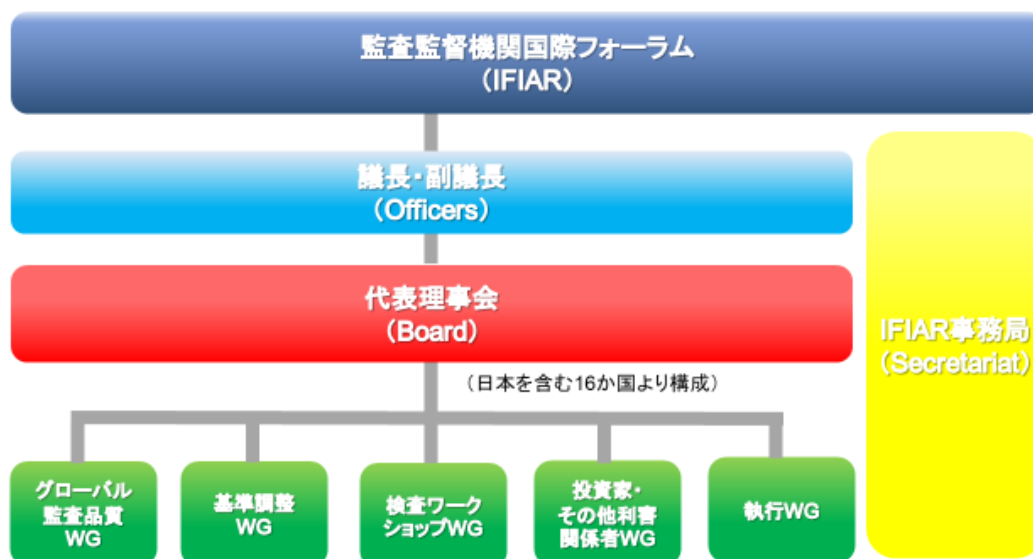 監査監督機関国際フォーラム
（IFIAR）
議長・副議長
（Officers）
代表理事会
（Board）
IFIAR事務局
（Secretariat）
（日本を含む16か国より構成）
グローバル
監査品質
WG
基準調整
WG
検査ワーク
ショップWG
投資家・
その他利害
関係者WG
執行WG